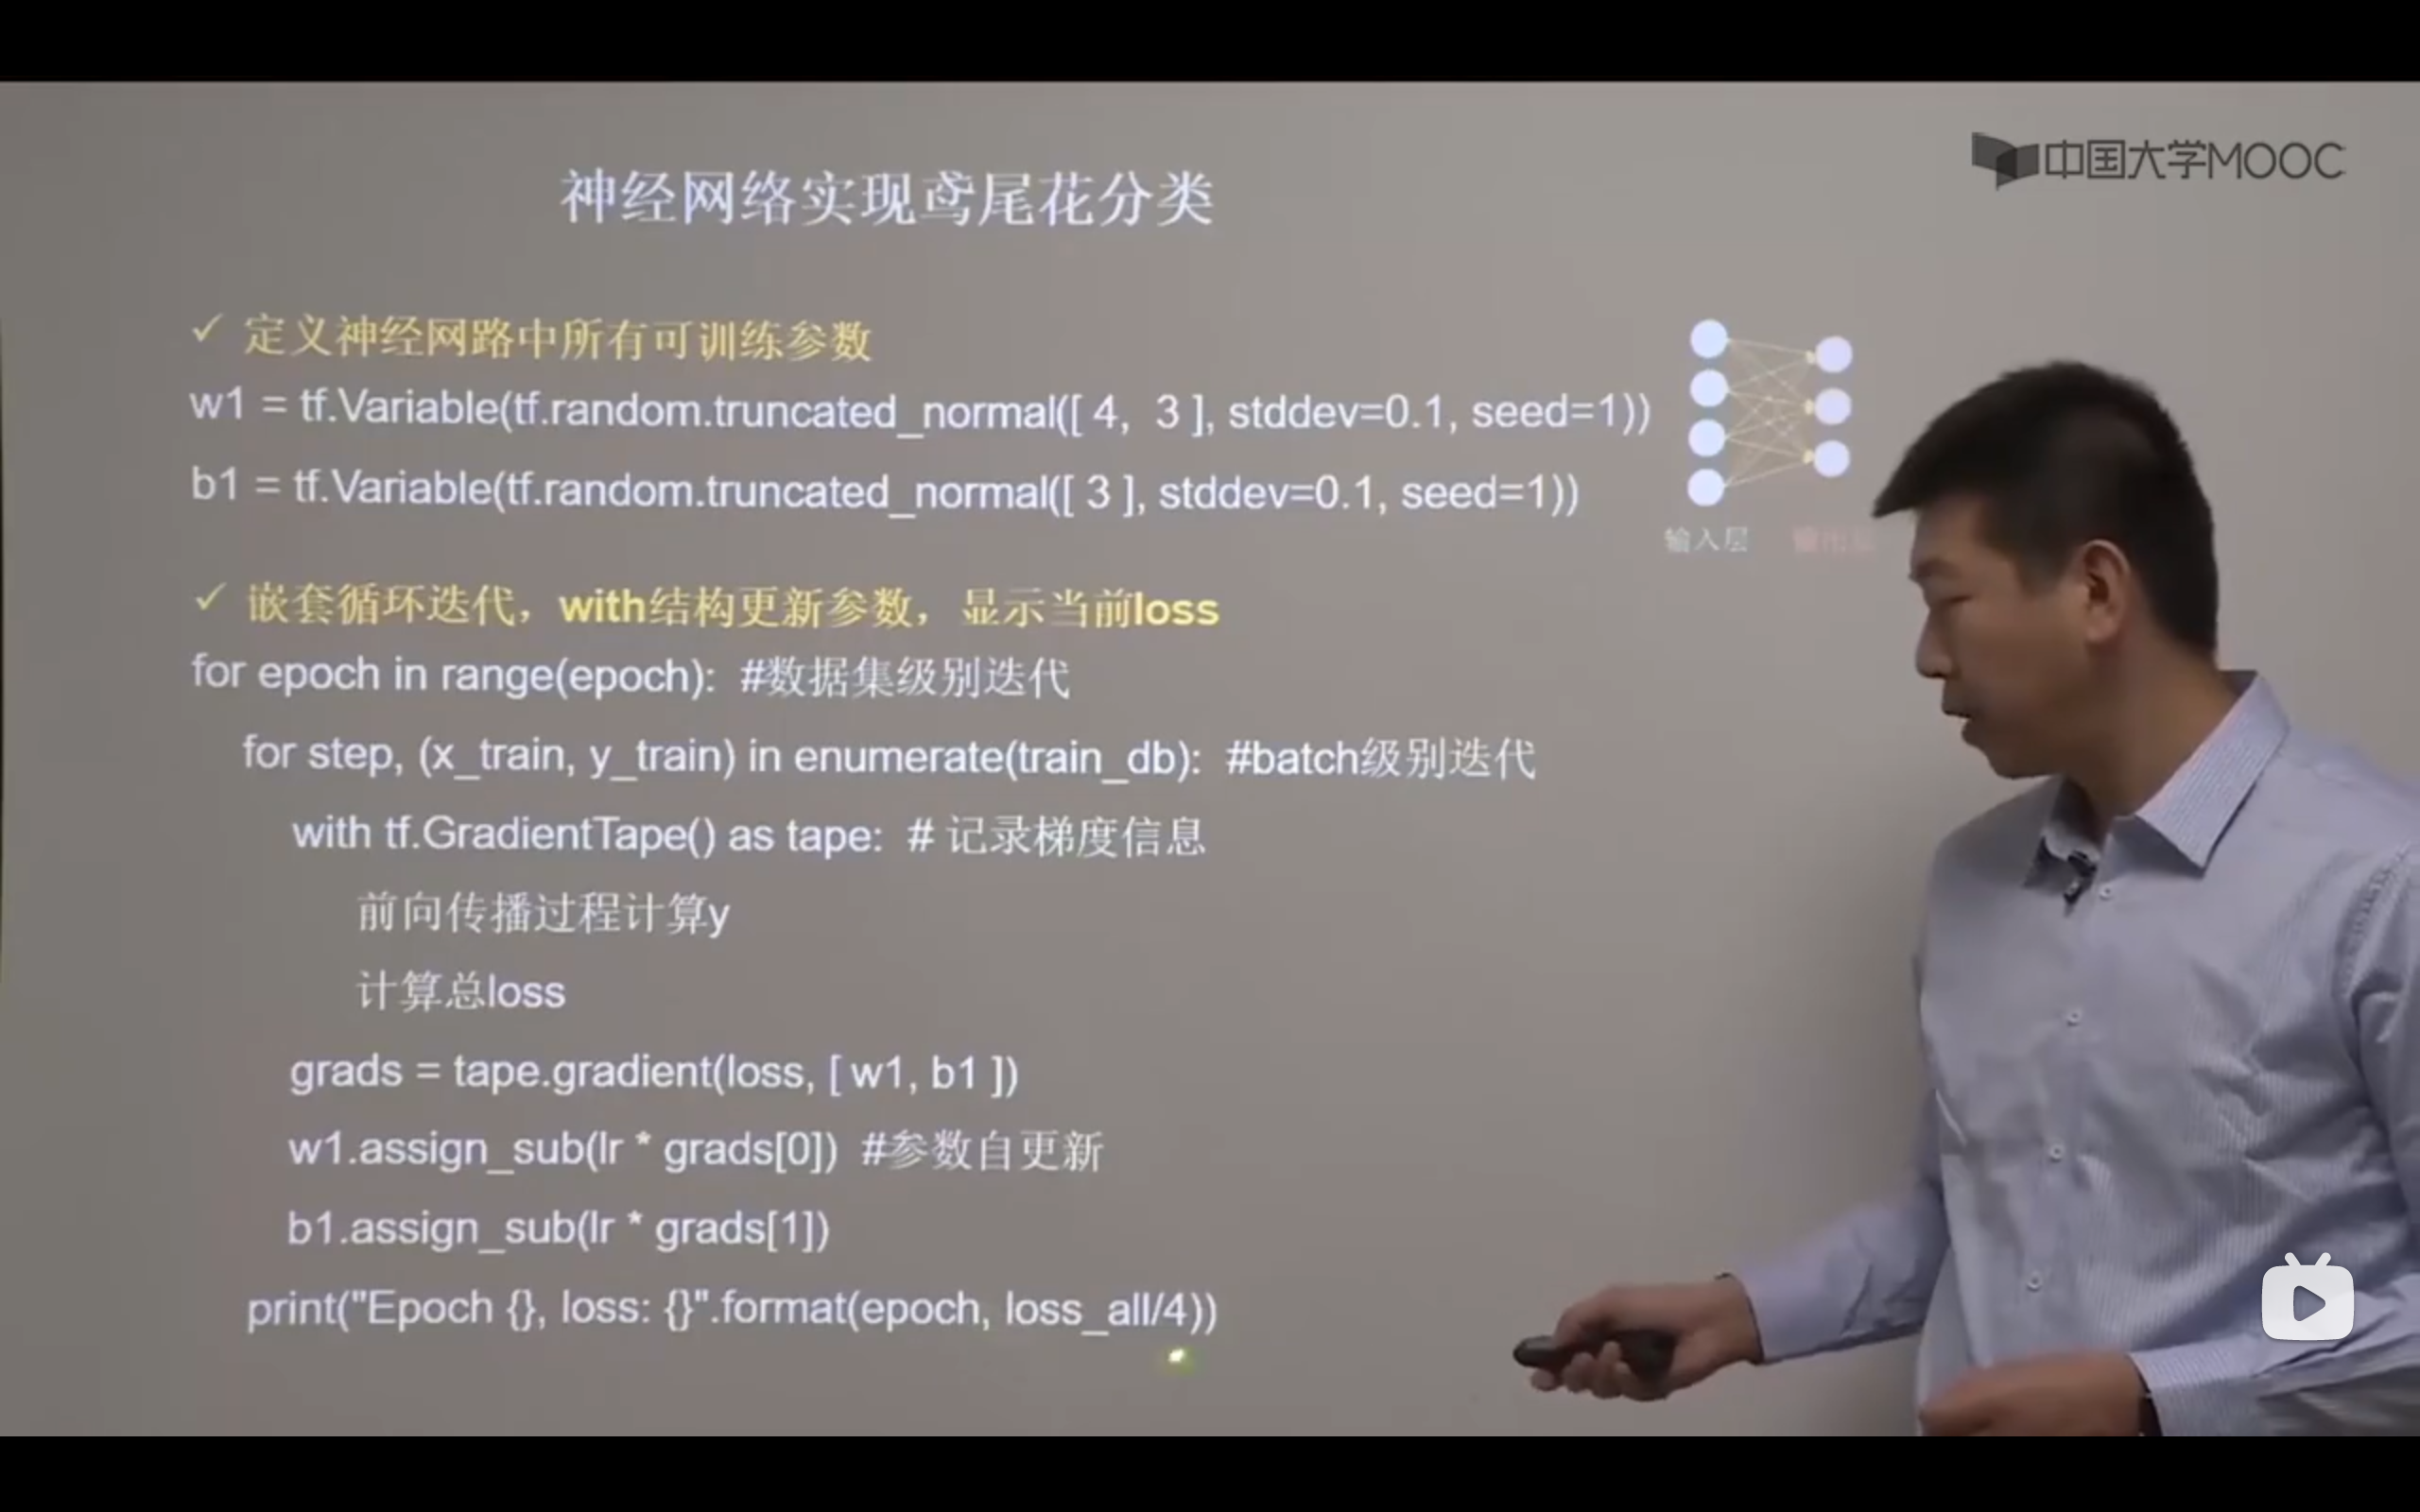 中国大学MOOC
神经网络实现鸢尾花分类
✓ 定义神经网路中所有可训练参数
w1 = tf.Variable(tf.random.truncated_normal([ 4, 3 ], stddev=0.1, seed=1))
b1 = tf.Variable(tf.random.truncated_normal([ 3 ], stddev=0.1, seed=1))
输入层 输出层
✓ 嵌套循环迭代，with结构更新参数，显示当前loss
for epoch in range(epoch): #数据集级别迭代
for step, (x_train, y_train) in enumerate(train_db): #batch级别迭代
with tf.GradientTape() as tape: # 记录梯度信息
前向传播过程计算y
计算总loss
grads = tape.gradient(loss, [ w1, b1 ])
w1.assign_sub(lr * grads[0]) #参数自更新
b1.assign_sub(lr * grads[1])
print("Epoch {}, loss: {}".format(epoch, loss_all/4))